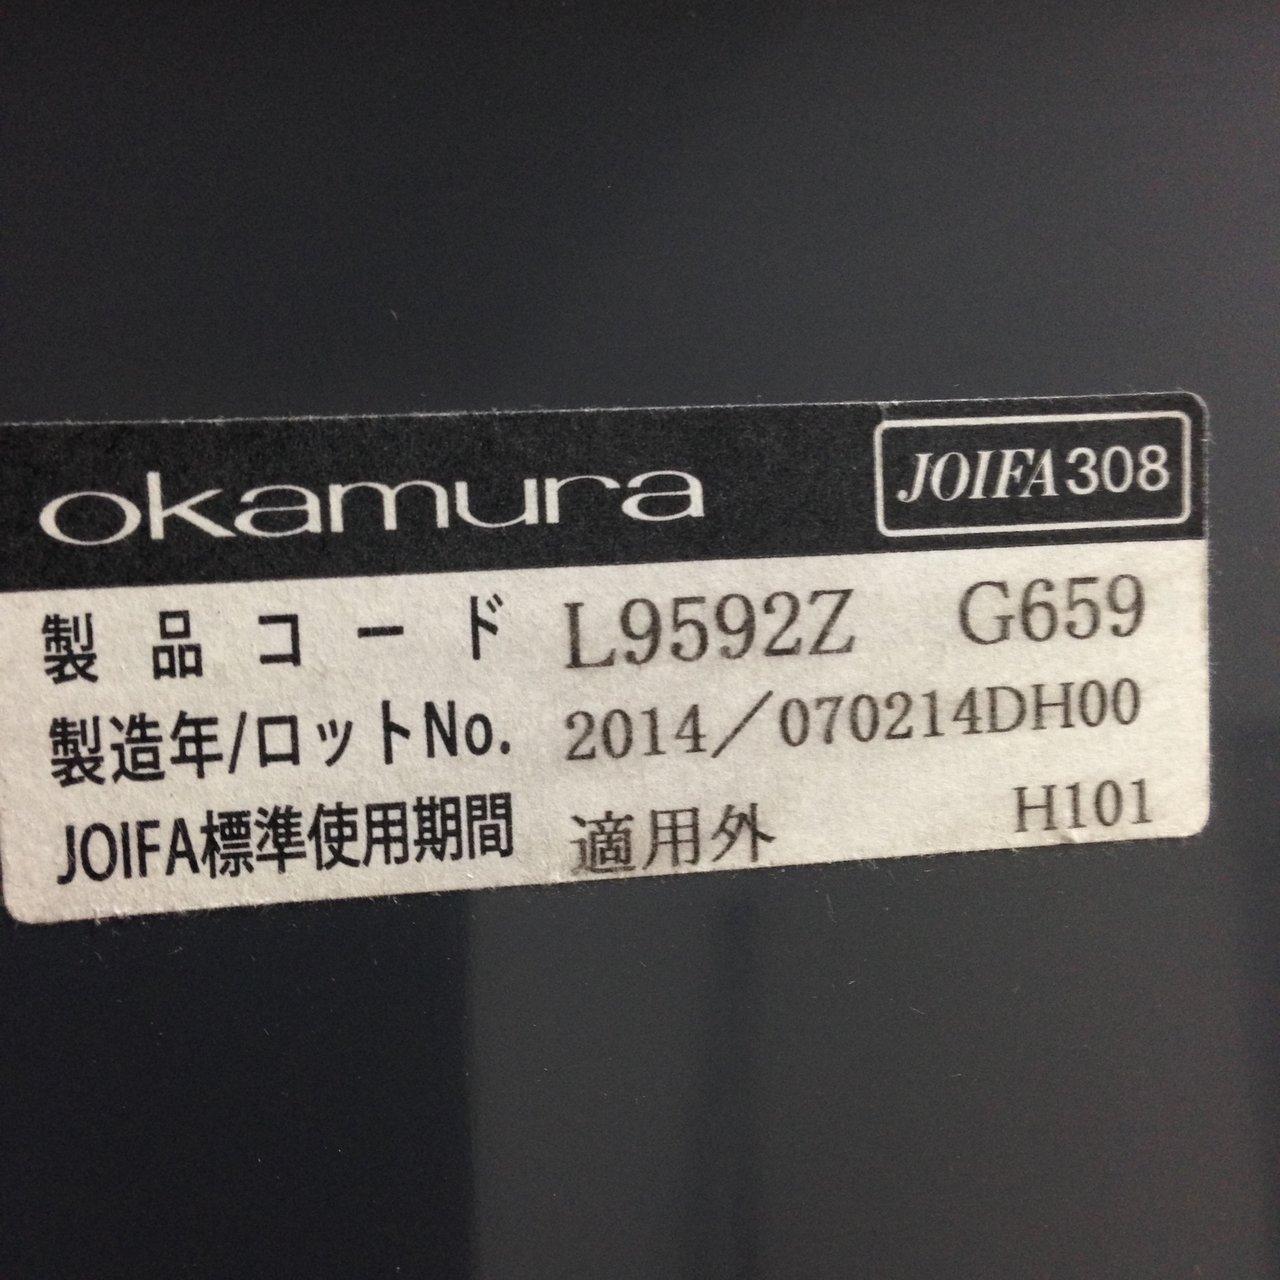 okamura JOIFA308
製品コード L9592Z G659
製造年/ロットNo. 2014／070214DH00
JOIFA標準使用期間 適用外 H101